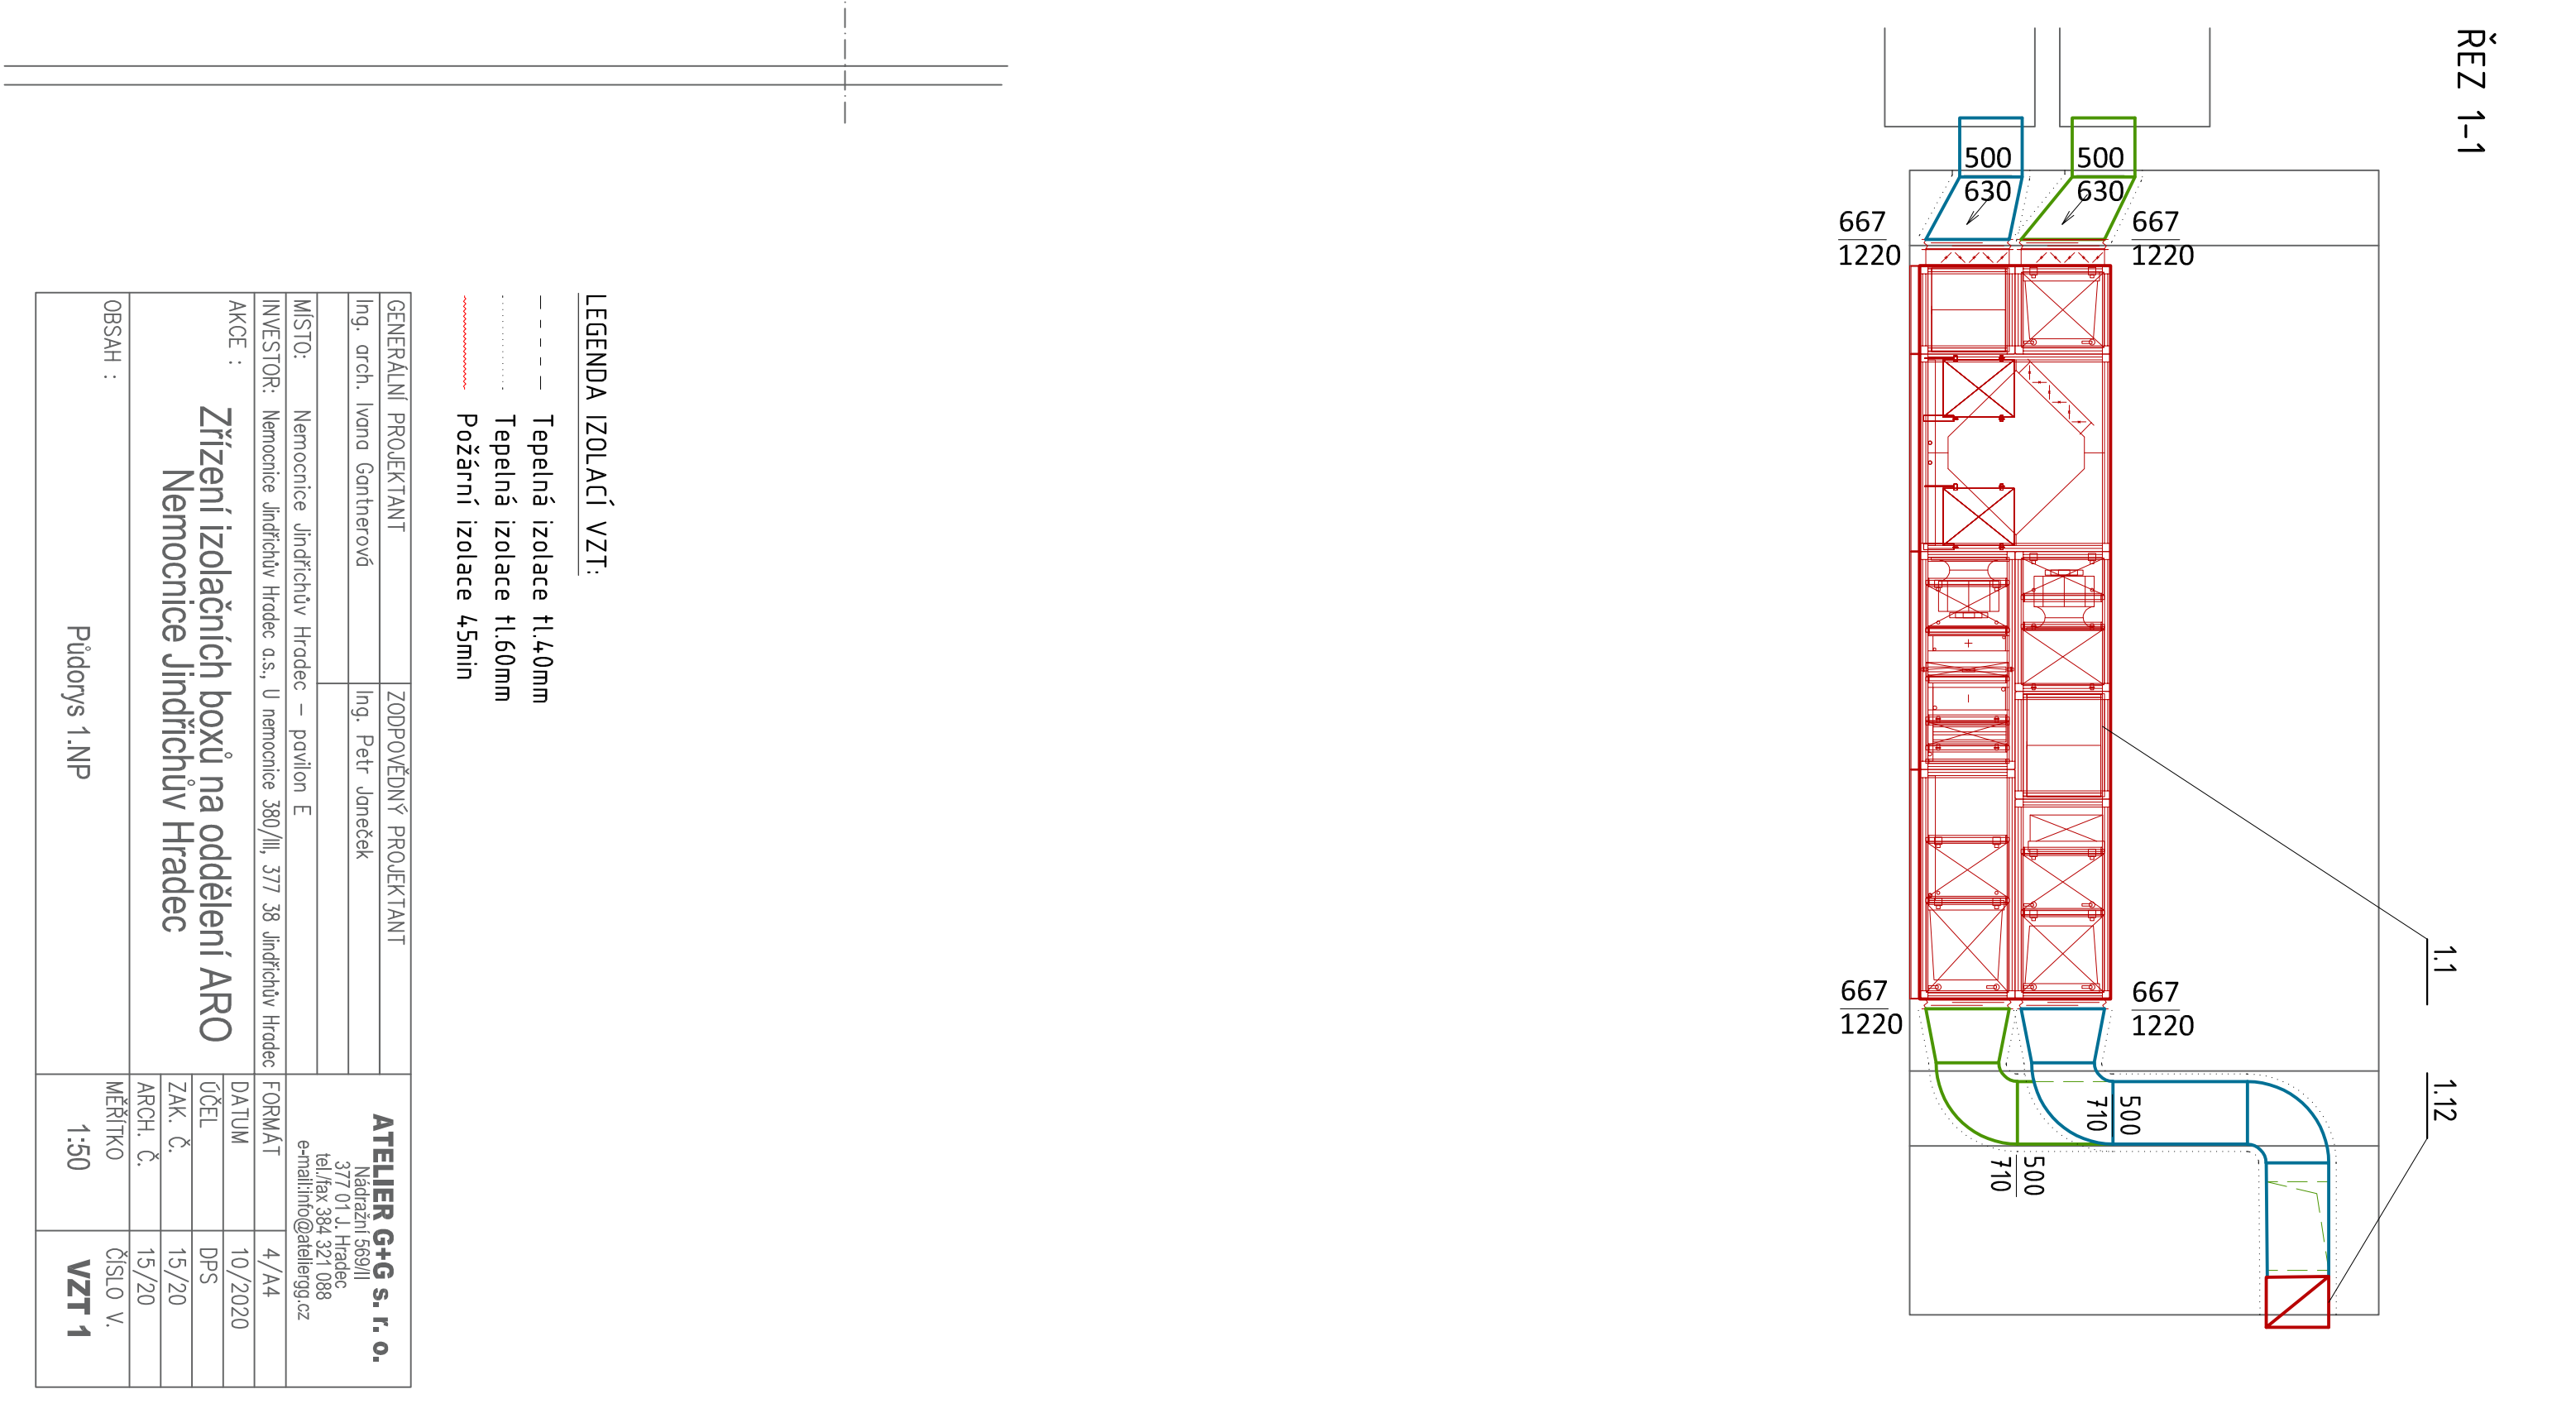 ŘEZ 1-1
500
630
500
630
667
1220
667
1220
1.1
667
1220
667
1220
1.12
500
710
500
710
LEGENDA IZOLACÍ VZT:
Tepelná izolace tl.40mm
Tepelná izolace tl.60mm
Požární izolace 45min
GENERÁLNÍ PROJEKTANT
ZODPOVĚDNÝ PROJEKTANT
Ing. arch. Ivana Gantnerová
Ing. Petr Janeček
MÍSTO: Nemocnice Jindřichův Hradec – pavilon E
INVESTOR: Nemocnice Jindřichův Hradec a.s., U nemocnice 380/III, 377 38 Jindřichův Hradec
AKCE :
Zřízení izolačních boxů na oddělení ARO
Nemocnice Jindřichův Hradec
OBSAH :
Půdorys 1.NP
ATELIER G+G s. r. o.
Nádražní 569/II
377 01 J. Hradec
tel./fax 384 321 088
e-mail:info@ateliergg.cz
FORMÁT 4/A4
DATUM 10/2020
ÚČEL DPS
ZAK. Č. 15/20
ARCH. Č. 15/20
MĚŘÍTKO ČÍSLO V.
1:50 VZT 1